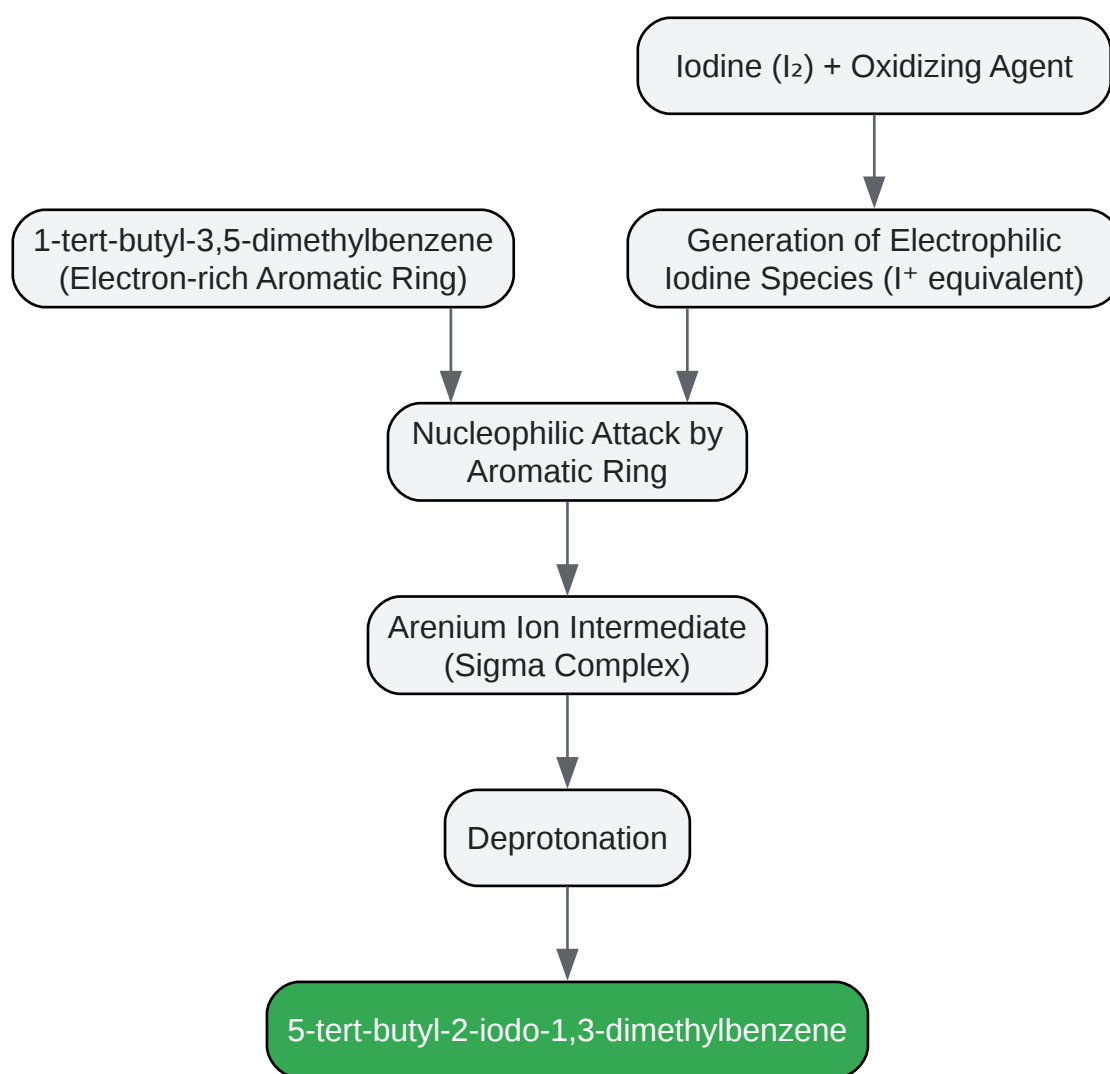 Iodine (I₂) + Oxidizing Agent
1-tert-butyl-3,5-dimethylbenzene
(Electron-rich Aromatic Ring)
Generation of Electrophilic
Iodine Species (I⁺ equivalent)
Nucleophilic Attack by
Aromatic Ring
Arenium Ion Intermediate
(Sigma Complex)
Deprotonation
5-tert-butyl-2-iodo-1,3-dimethylbenzene